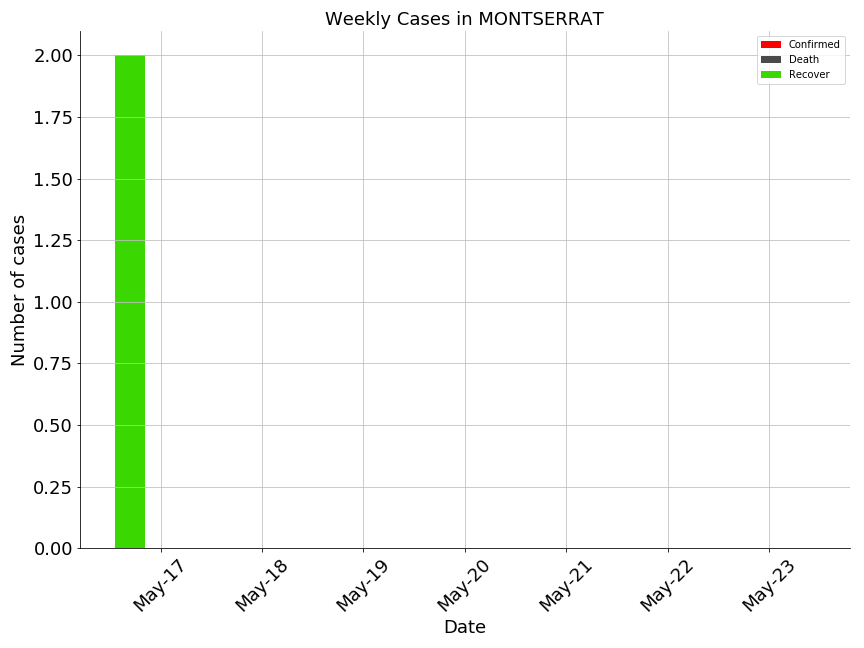 Weekly Cases in MONTSERRAT
Confirmed
Death
Recover
Number of cases
2.00
1.75
1.50
1.25
1.00
0.75
0.50
0.25
0.00
May-17
May-18
May-19
May-20
May-21
May-22
May-23
Date